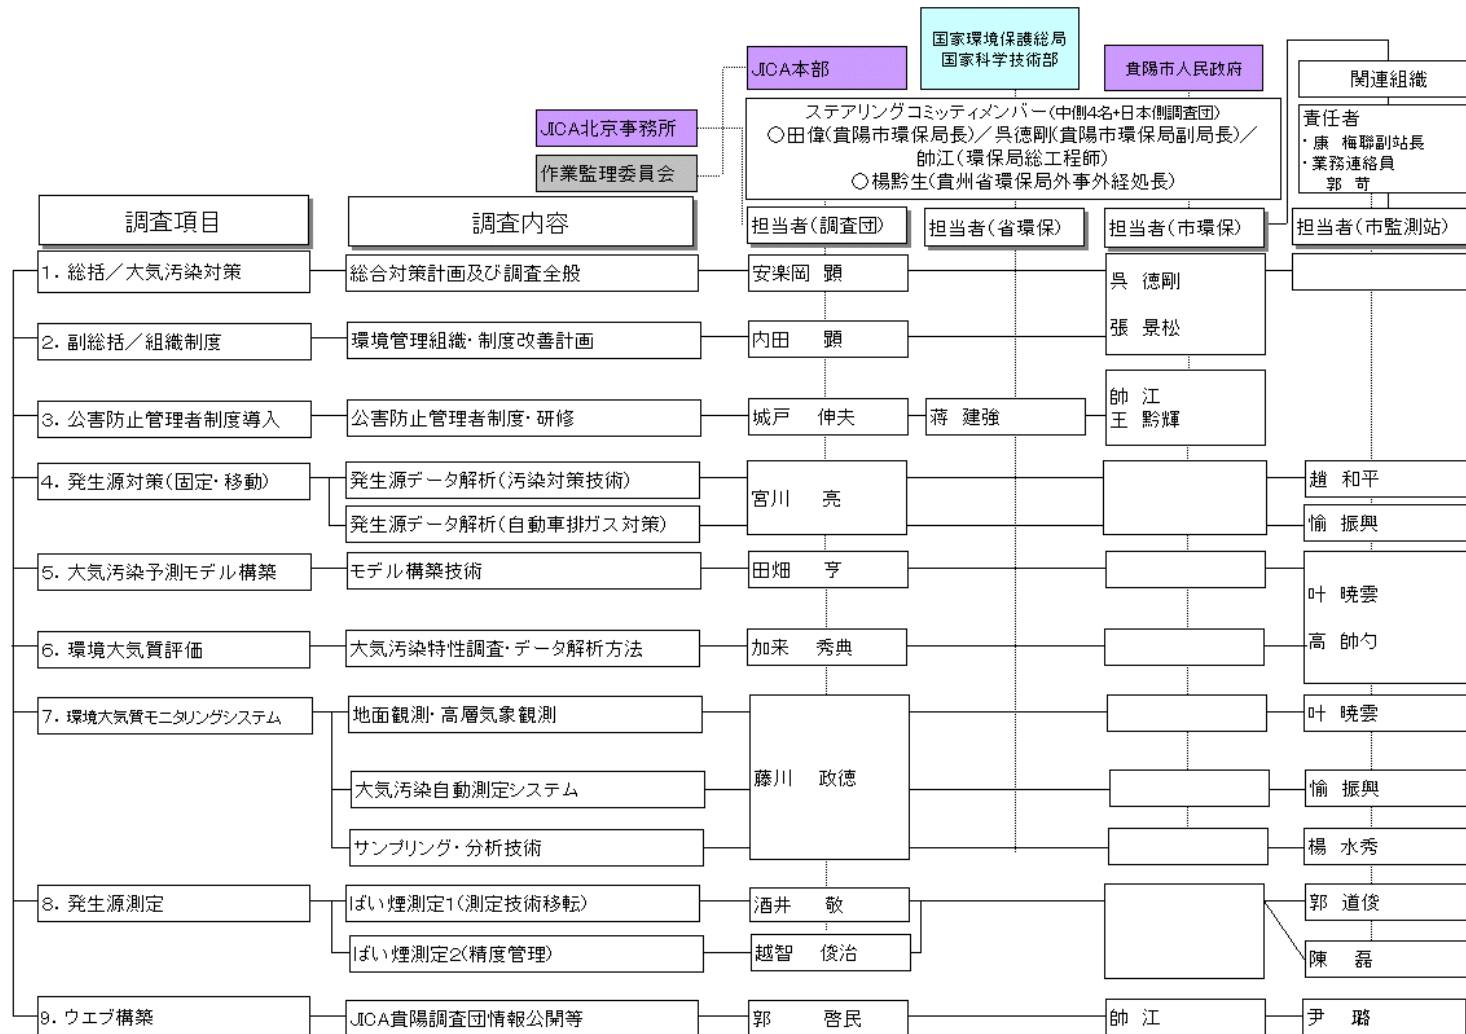 国家環境保護総局
国家科学技術部
JICA本部
貴陽市人民政府
関連組織
JICA北京事務所
作業監理委員会
ステアリングコミッティメンバー(中側4名+日本側調査団)
○田偉(貴陽市環保局長)／呉徳剛(貴陽市環保局副局長)／
帥江(環保局総工程師)
○楊黔生(貴州省環保局外事外経処長)
責任者
・康 梅聯副站長
・業務連絡員
郭 苛
調査項目
調査内容
担当者(調査団)
担当者(省環保)
担当者(市環保)
担当者(市監測站)
1. 総括／大気汚染対策
総合対策計画及び調査全般
安楽岡 顕
呉 徳剛
張 景松
2. 副総括／組織制度
環境管理組織・制度改善計画
内田 顕
3. 公害防止管理者制度導入
公害防止管理者制度・研修
城戸 伸夫
蒋 建強
帥 江
王 黔輝
4. 発生源対策(固定・移動)
発生源データ解析(汚染対策技術)
宮川 亮
趙 和平
発生源データ解析(自動車排ガス対策)
愉 振興
5. 大気汚染予測モデル構築
モデル構築技術
田畑 亨
叶 暁雲
高 帥勺
6. 環境大気質評価
大気汚染特性調査・データ解析方法
加来 秀典
7. 環境大気質モニタリングシステム
地面観測・高層気象観測
藤川 政徳
叶 暁雲
大気汚染自動測定システム
愉 振興
サンプリング・分析技術
楊 水秀
8. 発生源測定
ばい煙測定1(測定技術移転)
酒井 敬
郭 道俊
ばい煙測定2(精度管理)
越智 俊治
陳 磊
9. ウエブ構築
JICA貴陽調査団情報公開等
郭 啓民
帥 江
尹 璐